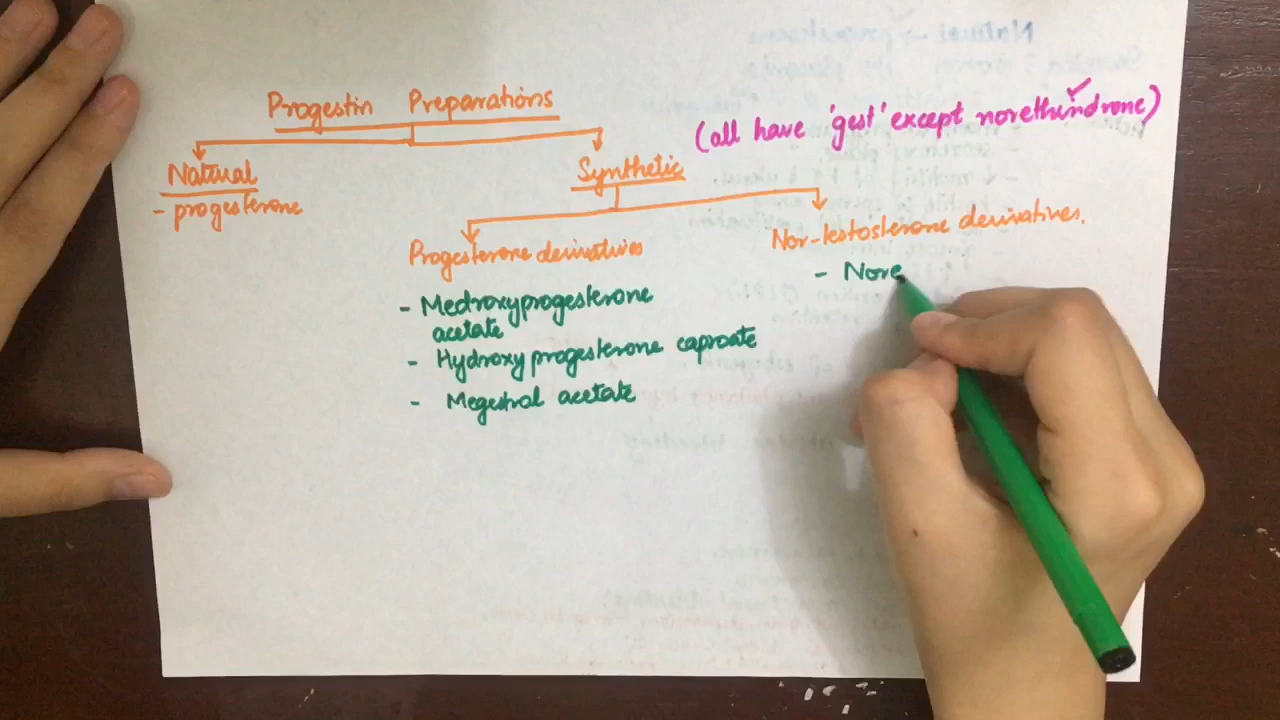 Progestin Preparations
(all have 'gest' except norethindrone)
Natural
- progesterone
Synthetic
Progesterone derivatives
- Medroxyprogesterone
acetate
- Hydroxy progesterone caproate
- Megestral acetate
Nor-testosterone derivatives.
- Nore